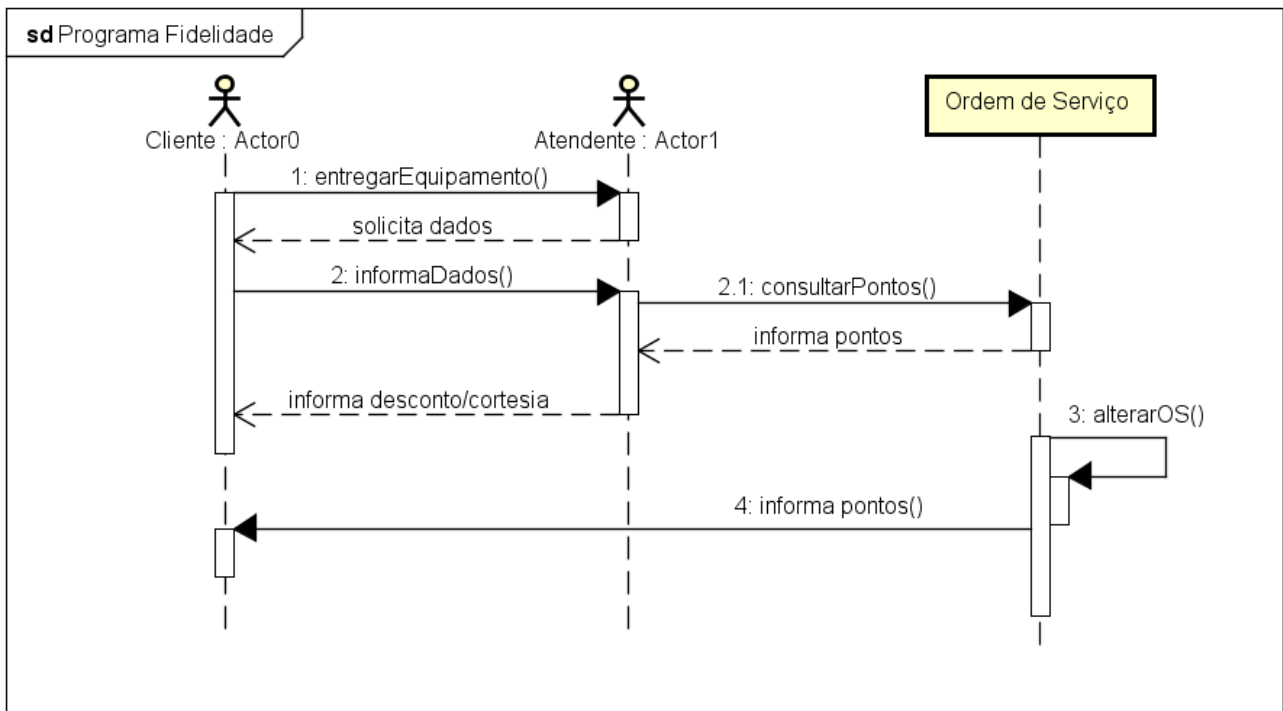 sd Programa Fidelidade
Cliente : Actor0
Atendente : Actor1
Ordem de Serviço
1: entregarEquipamento()
solicita dados
2: informaDados()
2.1: consultarPontos()
informa pontos
informa desconto/cortesia
3: alterarOS()
4: informa pontos()